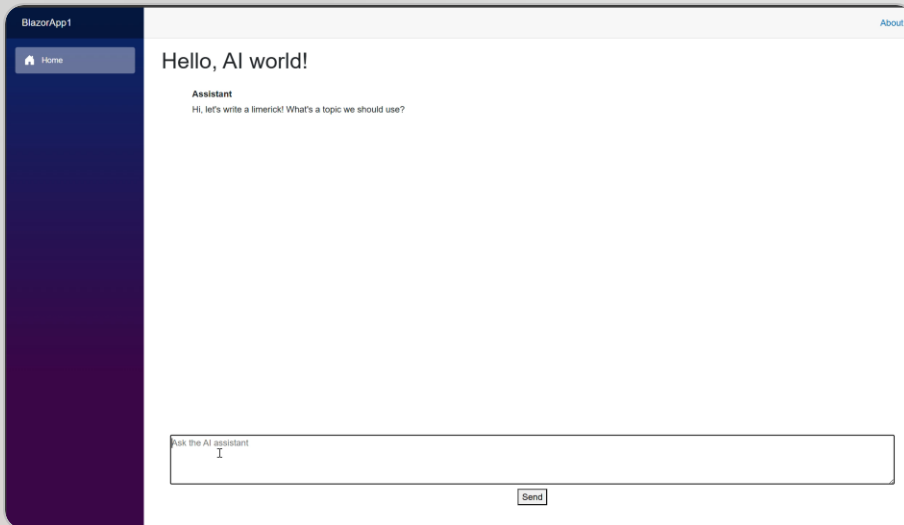 BlazorApp1
About
Home
Hello, AI world!
Assistant
Hi, let's write a limerick! What's a topic we should use?
Ask the AI assistant
Send